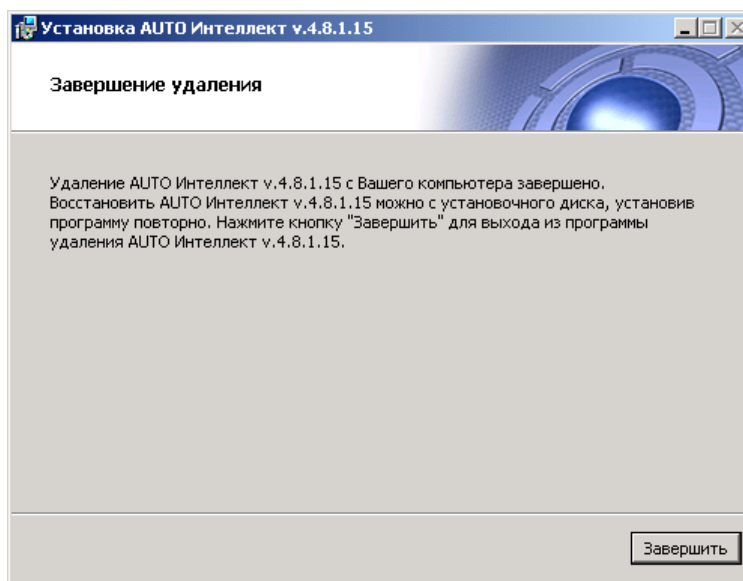 Установка AUTO Интеллект v.4.8.1.15
Завершение удаления
Удаление AUTO Интеллект v.4.8.1.15 с Вашего компьютера завершено.
Восстановить AUTO Интеллект v.4.8.1.15 можно с установочного диска, установив
программу повторно. Нажмите кнопку "Завершить" для выхода из программы
удаления AUTO Интеллект v.4.8.1.15.
Завершить